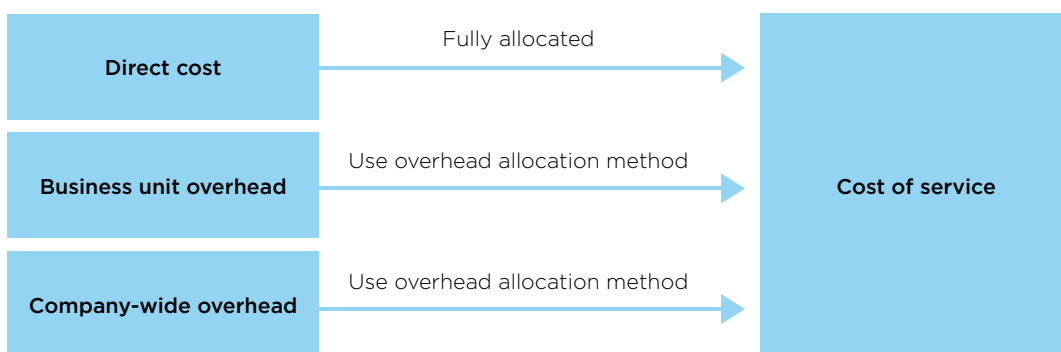 Direct cost
Fully allocated
Business unit overhead
Use overhead allocation method
Cost of service
Company-wide overhead
Use overhead allocation method